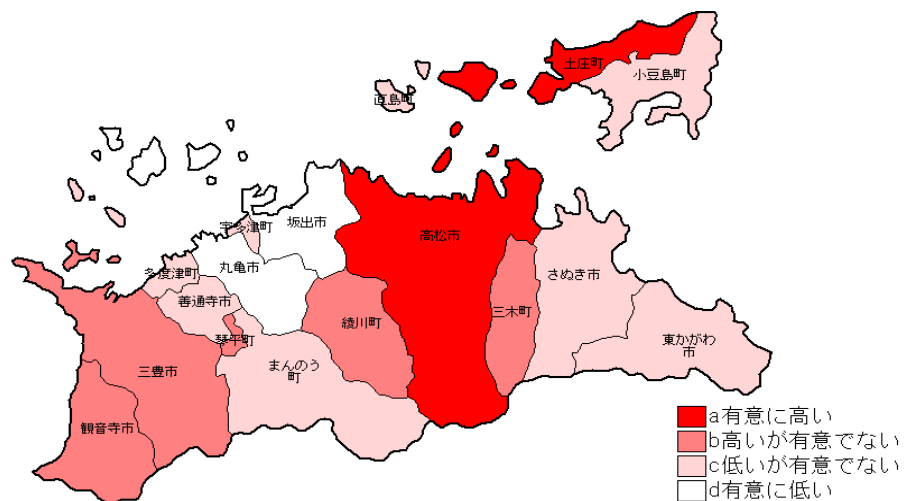 土庄町
小豆島町
直島町
宇多津町
坂出市
高松市
丸亀市
多度津町
さぬき市
善通寺市
綾川町
三木町
琴平町
東かがわ
市
まんのう
町
三豊市
観音寺市
a有意に高い
b高いが有意でない
c低いが有意でない
d有意に低い